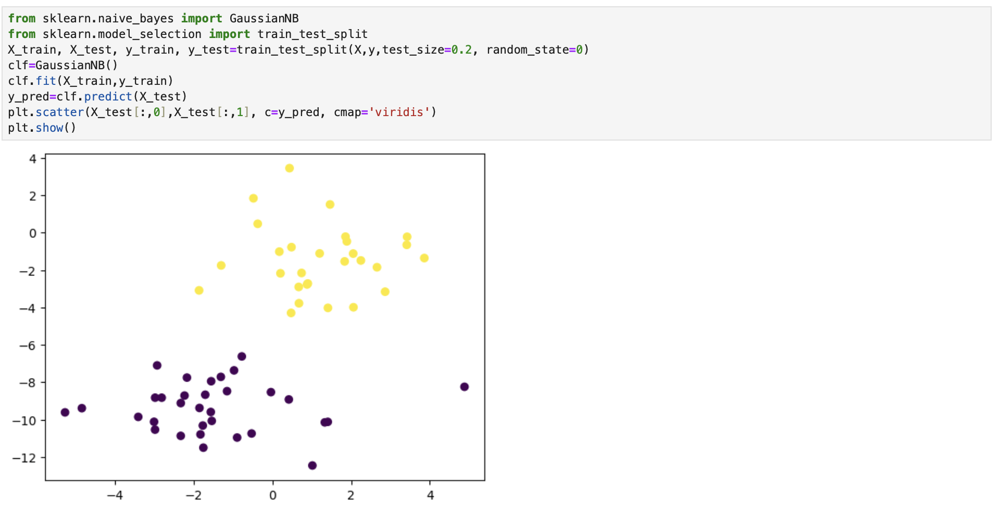 from sklearn.naive_bayes import GaussianNB
from sklearn.model_selection import train_test_split
X_train, X_test, y_train, y_test=train_test_split(X,y,test_size=0.2, random_state=0)
clf=GaussianNB()
clf.fit(X_train,y_train)
y_pred=clf.predict(X_test)
plt.scatter(X_test[:,0],X_test[:,1], c=y_pred, cmap='viridis')
plt.show()
4
2
0
−2
−4
−6
−8
−10
−12
−4 −2 0 2 4